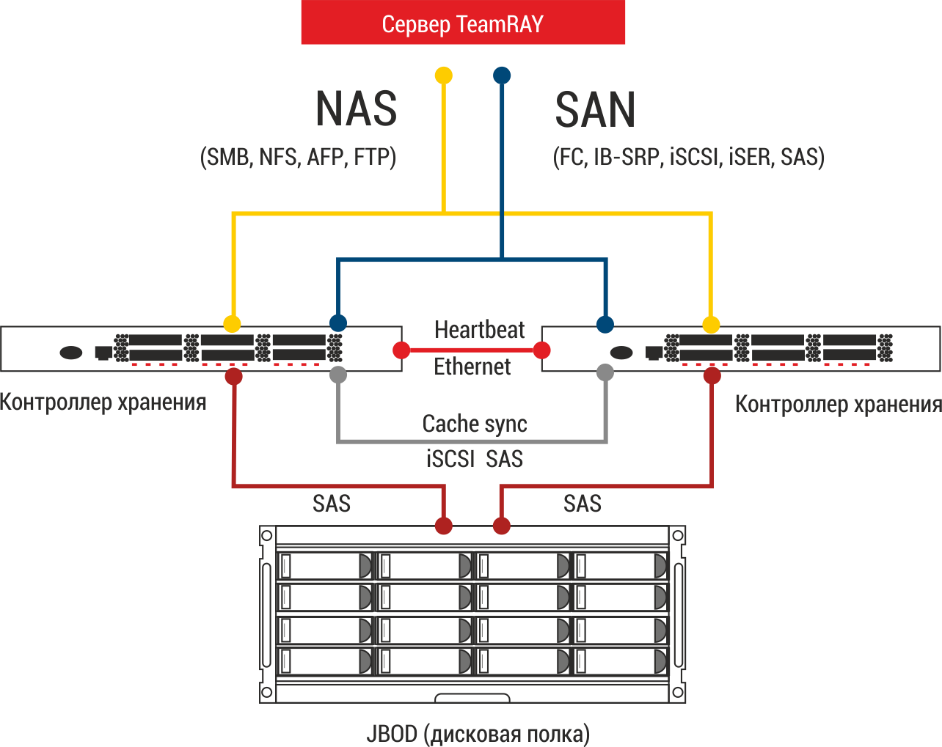 Сервер TeamRAY
NAS
(SMB, NFS, AFP, FTP)
SAN
(FC, IB-SRP, iSCSI, iSER, SAS)
Heartbeat
Ethernet
Контроллер хранения
Контроллер хранения
Cache sync
iSCSI SAS
SAS
SAS
JBOD (дисковая полка)